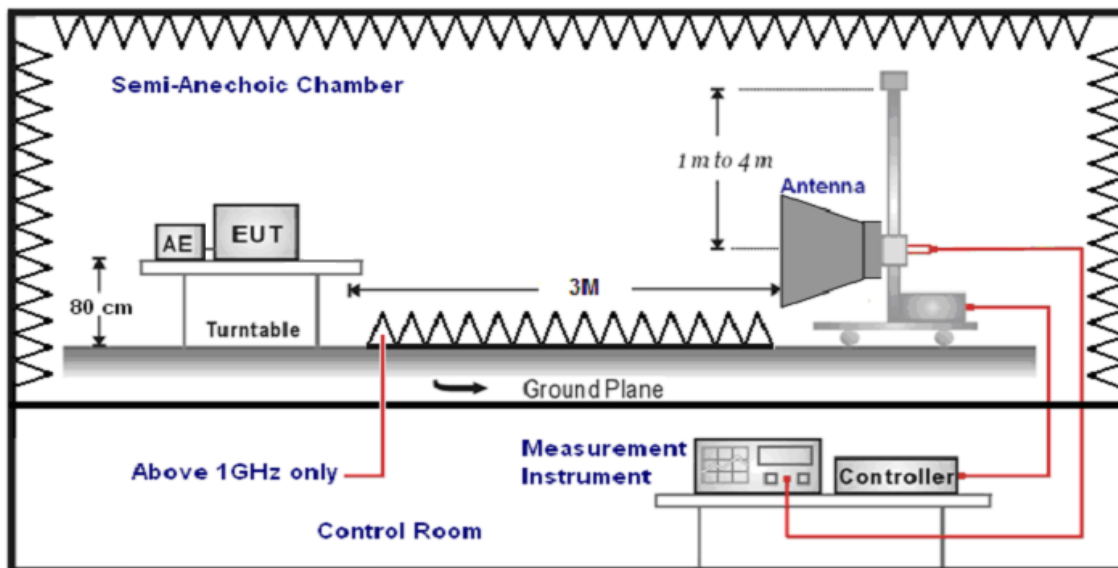 Semi-Anechoic Chamber
1 m to 4 m
Antenna
AE
EUT
80 cm
3M
Turntable
Ground Plane
Above 1GHz only
Measurement
Instrument
Controller
Control Room